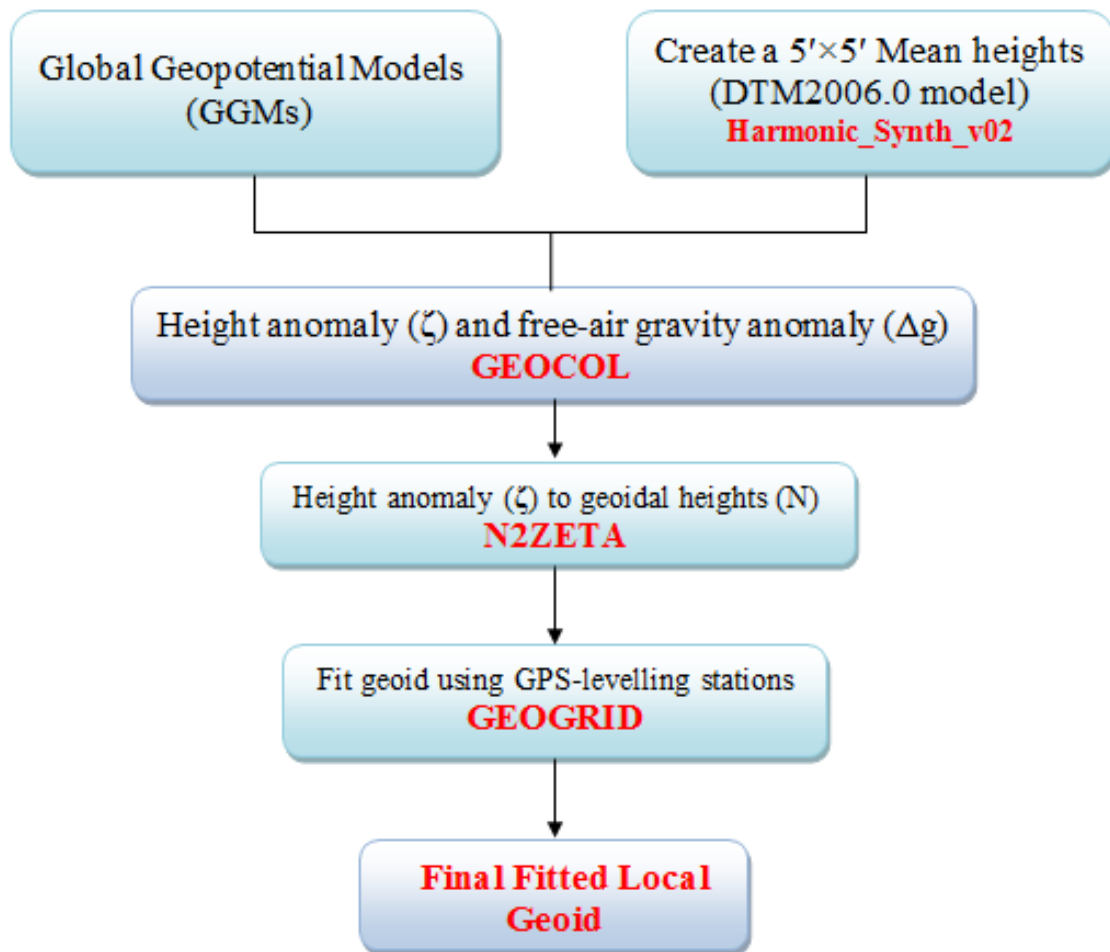 Global Geopotential Models
(GGMs)
Create a 5′×5′ Mean heights
(DTM2006.0 model)
Harmonic_Synth_v02
Height anomaly (ζ) and free-air gravity anomaly (Δg)
GEOCOL
Height anomaly (ζ) to geoidal heights (N)
N2ZETA
Fit geoid using GPS-levelling stations
GEOGRID
Final Fitted Local
Geoid